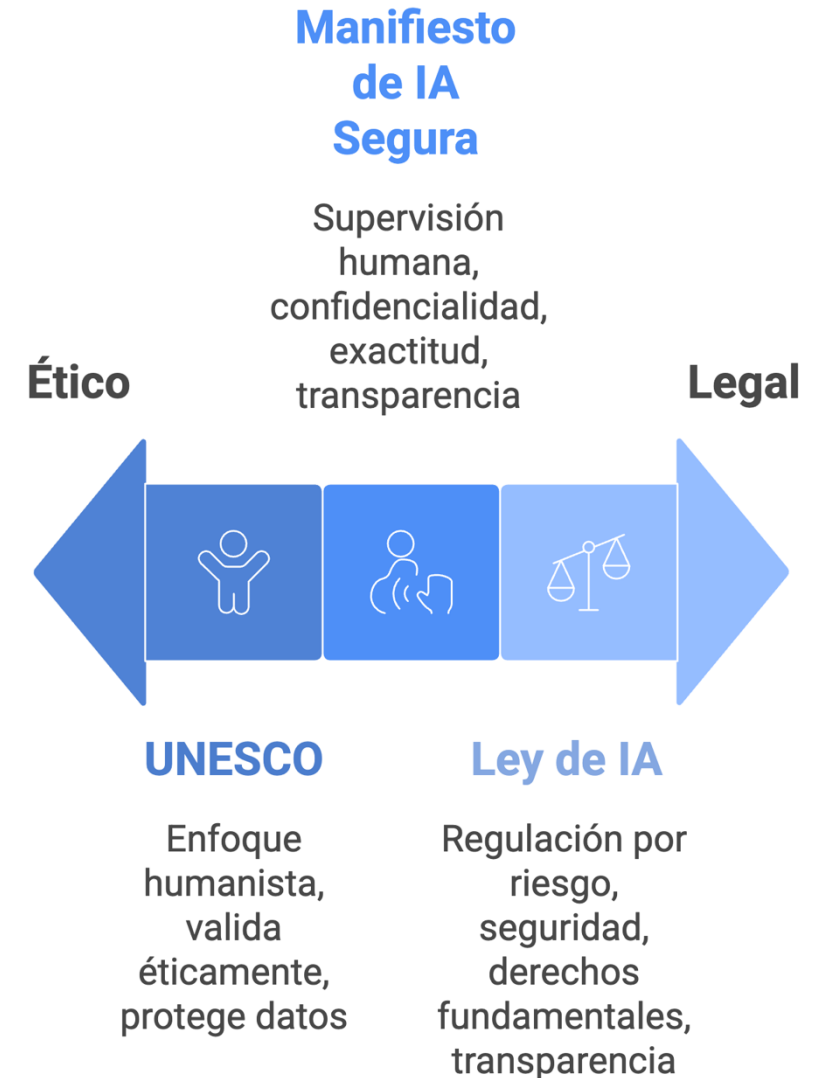 Manifiesto
de IA
Segura
Supervisión
humana,
confidencialidad,
exactitud,
transparencia
Ético
Legal
UNESCO
Enfoque
humanista,
valida
éticamente,
protege datos
Ley de IA
Regulación por
riesgo,
seguridad,
derechos
fundamentales,
transparencia